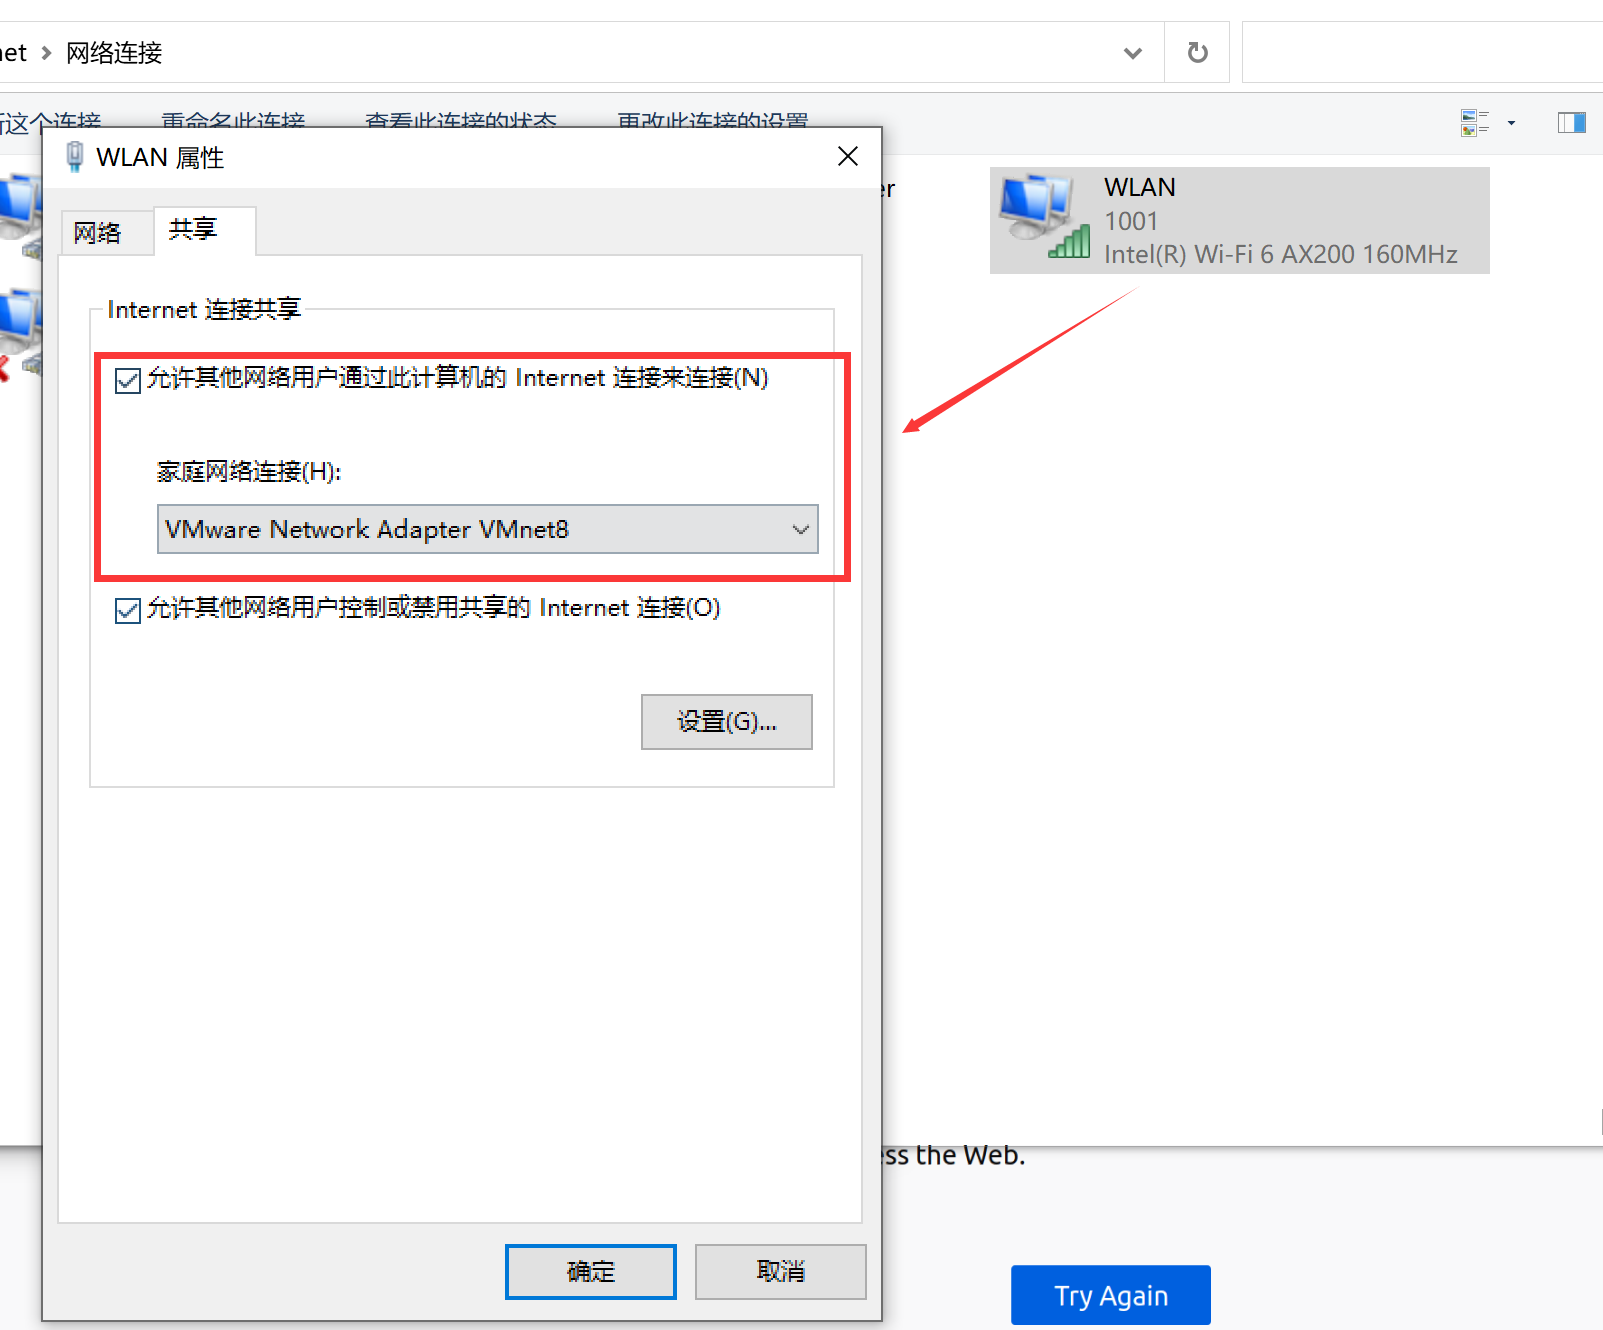 网络连接
这个连接
重命名此连接
查看此连接的状态
更改此连接的设置
WLAN 属性
WLAN
1001
Intel(R) Wi-Fi 6 AX200 160MHz
网络
共享
Internet 连接共享
允许其他网络用户通过此计算机的 Internet 连接来连接(N)
家庭网络连接(H):
VMware Network Adapter VMnet8
允许其他网络用户控制或禁用共享的 Internet 连接(O)
设置(G)...
the Web.
确定
取消
Try Again